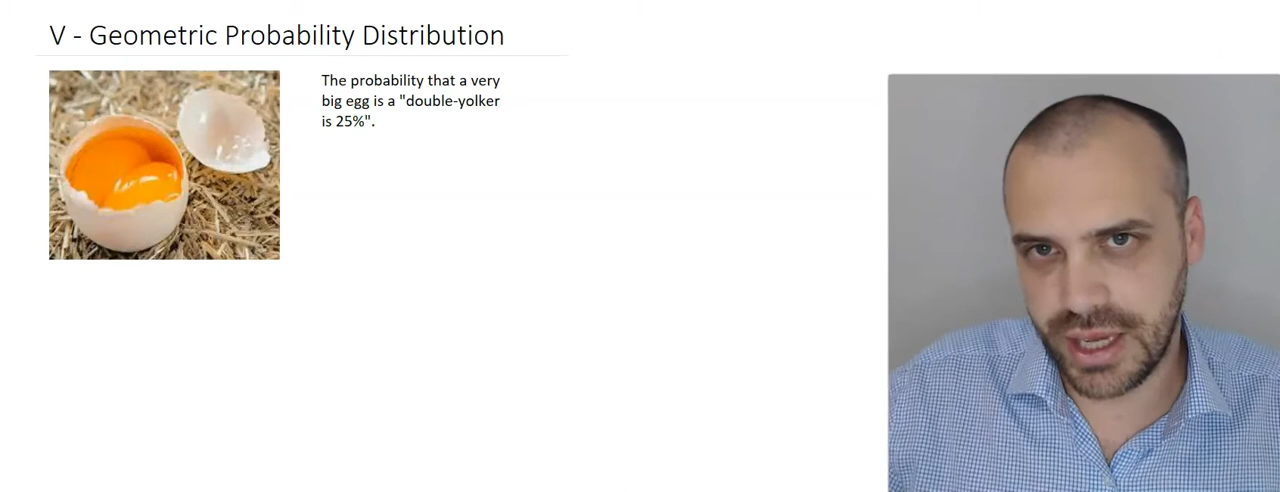 V - Geometric Probability Distribution
The probability that a very
big egg is a "double-yolker
is 25%".